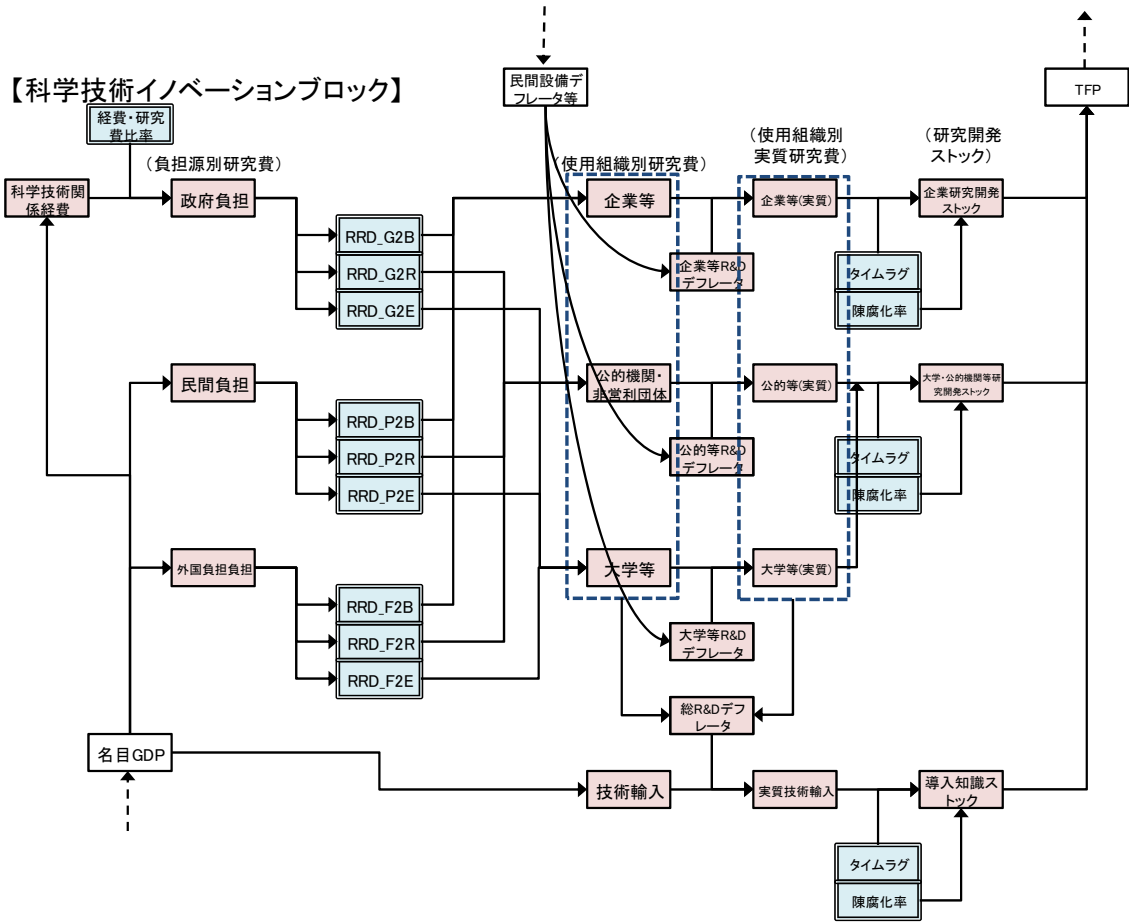 【科学技術イノベーションブロック】
民間設備デ
フレータ等
TFP
経費・研究
費比率
（負担源別研究費）
（使用組織別研究費）
（使用組織別
実質研究費）
（研究開発
ストック）
科学技術関
係経費
政府負担
企業等
企業等(実質)
企業研究開発
ストック
RRD_G2B
RRD_G2R
RRD_G2E
企業等R&D
デフレータ
タイムラグ
陳腐化率
民間負担
公的機関・
非営利団体
公的等(実質)
大学・公的機関等研
究開発ストック
RRD_P2B
RRD_P2R
RRD_P2E
公的等R&D
デフレータ
タイムラグ
陳腐化率
外国負担負担
大学等
大学等(実質)
RRD_F2B
RRD_F2R
RRD_F2E
大学等R&D
デフレータ
総R&Dデフ
レータ
名目GDP
技術輸入
実質技術輸入
導入知識ス
トック
タイムラグ
陳腐化率